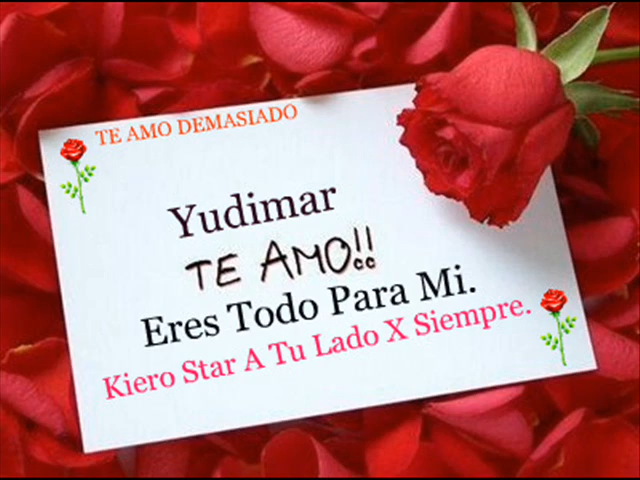 TE AMO DEMASIADO
Yudimar
TE AMO!!
Eres Todo Para Mi.
Kiero Star A Tu Lado X Siempre.